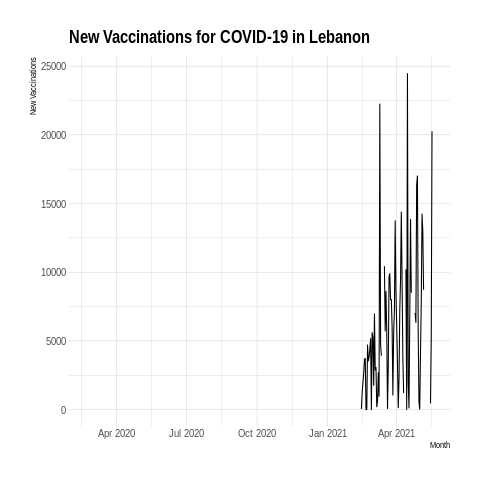 New Vaccinations for COVID-19 in Lebanon
New Vaccinations
25000
20000
15000
10000
5000
0
Apr 2020 Jul 2020 Oct 2020 Jan 2021 Apr 2021
Month